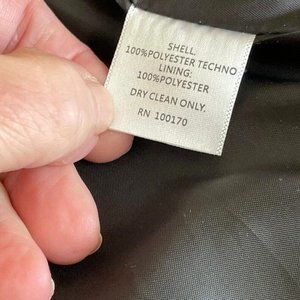 SHELL:
100%POLYESTER TECHNO
LINING:
100%POLYESTER
DRY CLEAN ONLY.
RN 100170